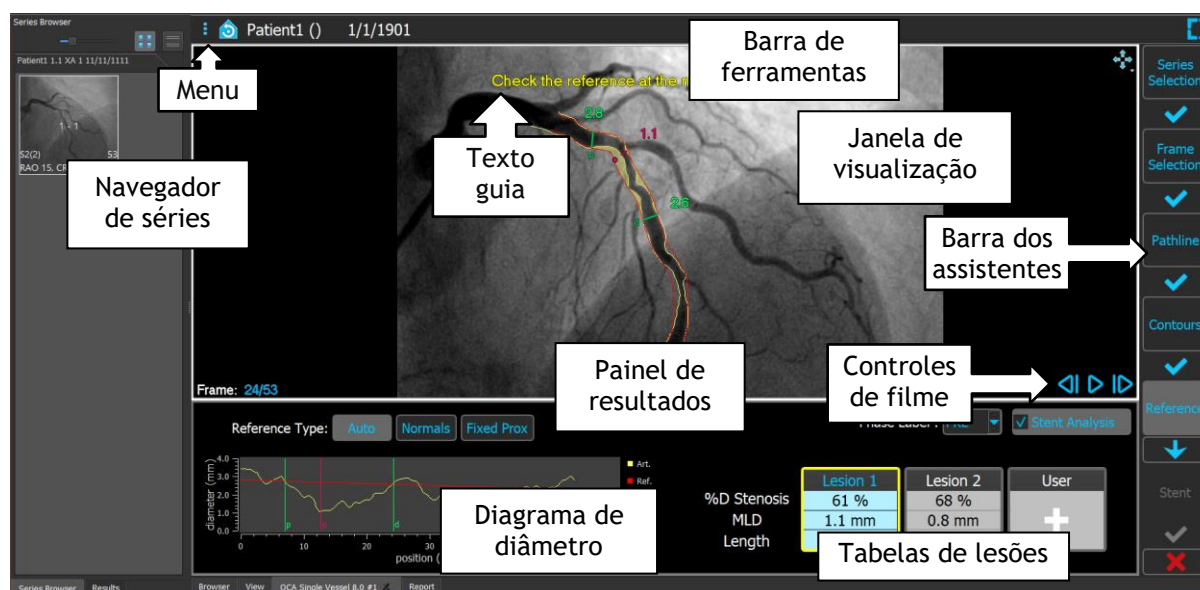 Series Browser
Patient1 1.1 XA 1 11/11/1111
1 - 1
S2(2) 53
RAO 15, CR
Navegador
de séries
Patient1 () 1/1/1901
Menu
Barra de
ferramentas
Check the reference at the
2.8
1.1
2.6
Texto
guia
Janela de
visualização
Barra dos
assistentes
Painel de
resultados
Controles
de filme
Frame: 24/53
Series
Selection
Frame
Selection
Pathline
Contours
Reference
Stent
Reference Type: Auto Normals Fixed Prox
Stent Analysis
diameter (mm)
4.0
3.0
2.0
1.0
0.0
p
o
d
0 10 20 30
position (
Art.
Ref.
Diagrama de
diâmetro
Lesion 1 Lesion 2 User
%D Stenosis 61 % 68 %
MLD 1.1 mm 0.8 mm
Length
Tabelas de lesões
Series Browser Results Browser View QCA Single Vessel 8.0 #1 Report